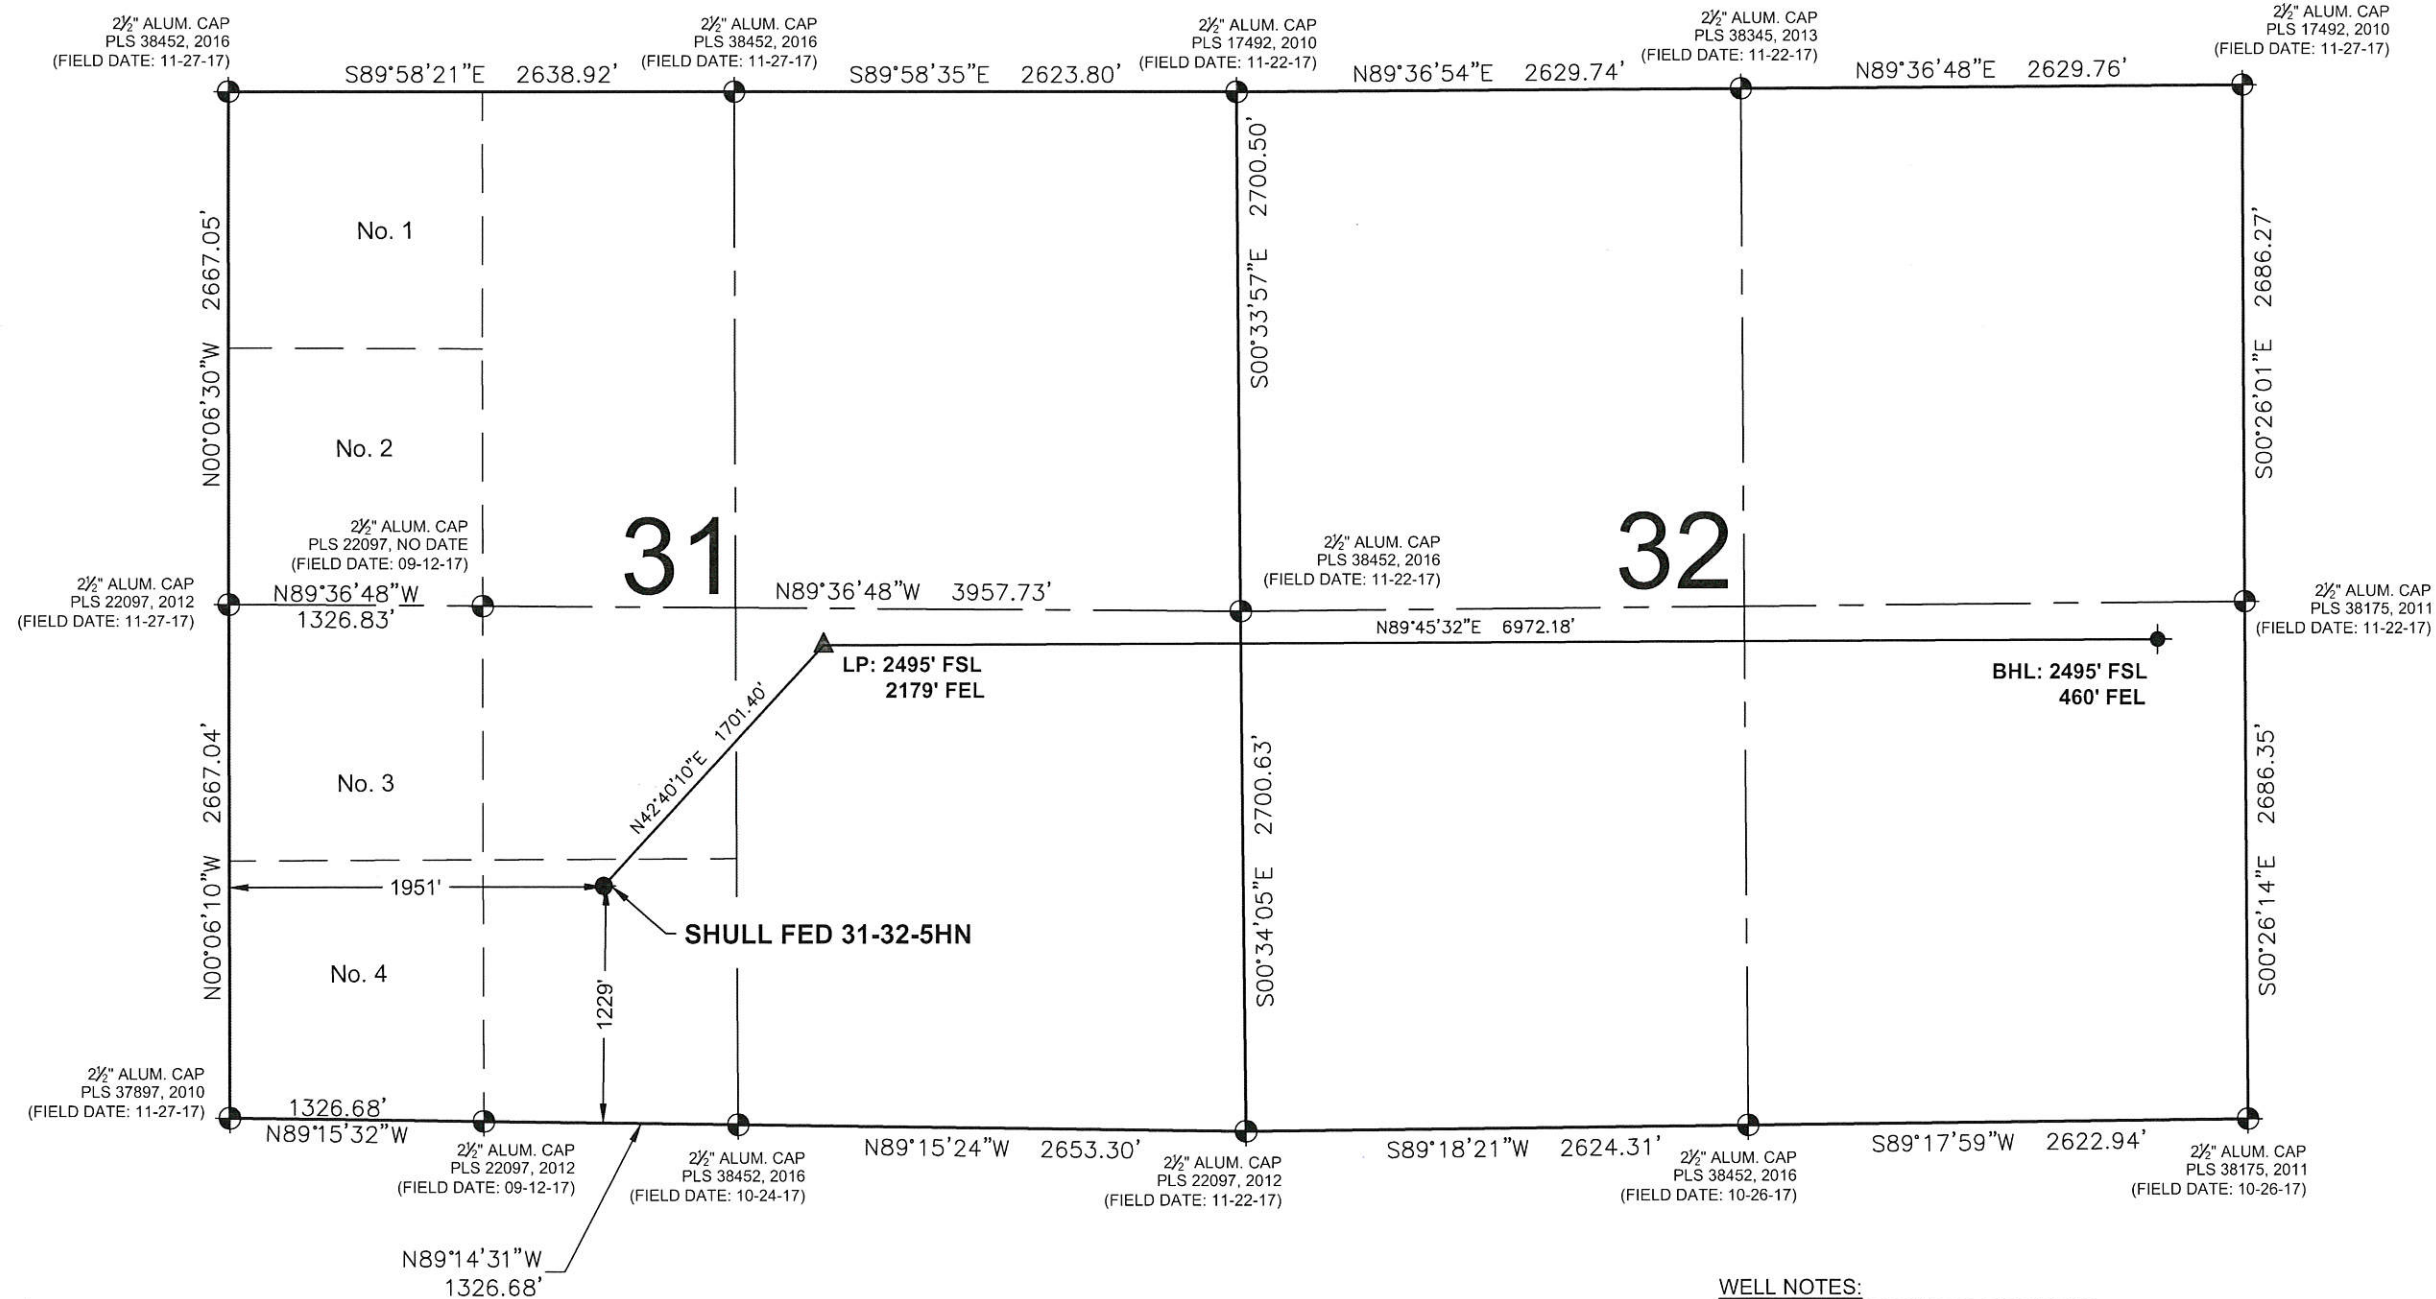 2½" ALUM. CAP
PLS 38452, 2016
(FIELD DATE: 11-27-17)
2½" ALUM. CAP
PLS 38452, 2016
(FIELD DATE: 11-27-17)
2½" ALUM. CAP
PLS 17492, 2010
(FIELD DATE: 11-22-17)
2½" ALUM. CAP
PLS 38345, 2013
(FIELD DATE: 11-22-17)
2½" ALUM. CAP
PLS 17492, 2010
(FIELD DATE: 11-27-17)
S89°58'21"E 2638.92'
S89°58'35"E 2623.80'
N89°36'54"E 2629.74'
N89°36'48"E 2629.76'
N00°06'30"W 2667.05'
No. 1
S00°33'57"E 2700.50'
S00°26'01"E 2686.27'
No. 2
2½" ALUM. CAP
PLS 22097, NO DATE
(FIELD DATE: 09-12-17)
31
32
2½" ALUM. CAP
PLS 38452, 2016
(FIELD DATE: 11-22-17)
2½" ALUM. CAP
PLS 22097, 2012
(FIELD DATE: 11-27-17)
N89°36'48"W
1326.83'
N89°36'48"W 3957.73'
2½" ALUM. CAP
PLS 38175, 2011
(FIELD DATE: 11-22-17)
N89°45'32"E 6972.18'
LP: 2495' FSL
2179' FEL
BHL: 2495' FSL
460' FEL
N42°40'10"E 1701.40'
N00°06'10"W 2667.04'
No. 3
S00°34'05"E 2700.63'
S00°26'14"E 2686.35'
1951'
SHULL FED 31-32-5HN
No. 4
1229'
2½" ALUM. CAP
PLS 37897, 2010
(FIELD DATE: 11-27-17)
1326.68'
N89°15'32"W
2½" ALUM. CAP
PLS 22097, 2012
(FIELD DATE: 09-12-17)
2½" ALUM. CAP
PLS 38452, 2016
(FIELD DATE: 10-24-17)
N89°15'24"W 2653.30'
2½" ALUM. CAP
PLS 22097, 2012
(FIELD DATE: 11-22-17)
S89°18'21"W 2624.31'
2½" ALUM. CAP
PLS 38452, 2016
(FIELD DATE: 10-26-17)
S89°17'59"W 2622.94'
2½" ALUM. CAP
PLS 38175, 2011
(FIELD DATE: 10-26-17)
N89°14'31"W
1326.68'
WELL NOTES: